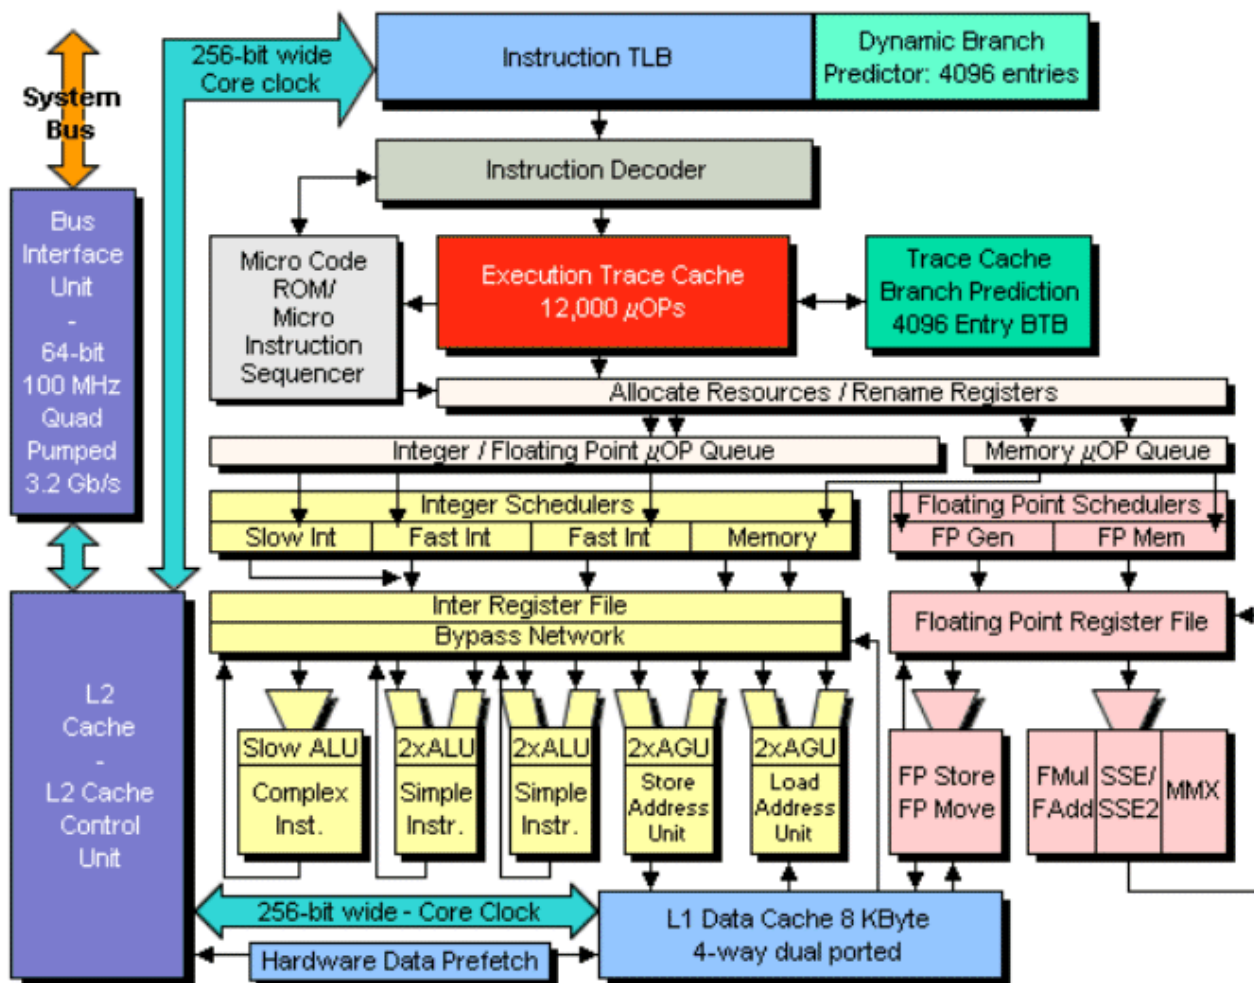 256-bit wide
Core clock
Instruction TLB
Dynamic Branch
Predictor: 4096 entries
System
Bus
Instruction Decoder
Bus
Interface
Unit
-
64-bit
100 MHz
Quad
Pumped
3.2 Gb/s
Micro Code
ROM/
Micro
Instruction
Sequencer
Execution Trace Cache
12,000 µOPs
Trace Cache
Branch Prediction
4096 Entry BTB
Allocate Resources / Rename Registers
Integer / Floating Point µOP Queue
Memory µOP Queue
Integer Schedulers
Slow Int
Fast Int
Fast Int
Memory
Floating Point Schedulers
FP Gen
FP Mem
Inter Register File
Bypass Network
Floating Point Register File
L2
Cache
-
L2 Cache
Control
Unit
Slow ALU
Complex
Inst.
2xALU
Simple
Instr.
2xALU
Simple
Instr.
2xAGU
Store
Address
Unit
2xAGU
Load
Address
Unit
FP Store
FP Move
FMul
FAdd
SSE/
SSE2
MMX
256-bit wide - Core Clock
Hardware Data Prefetch
L1 Data Cache 8 KByte
4-way dual ported